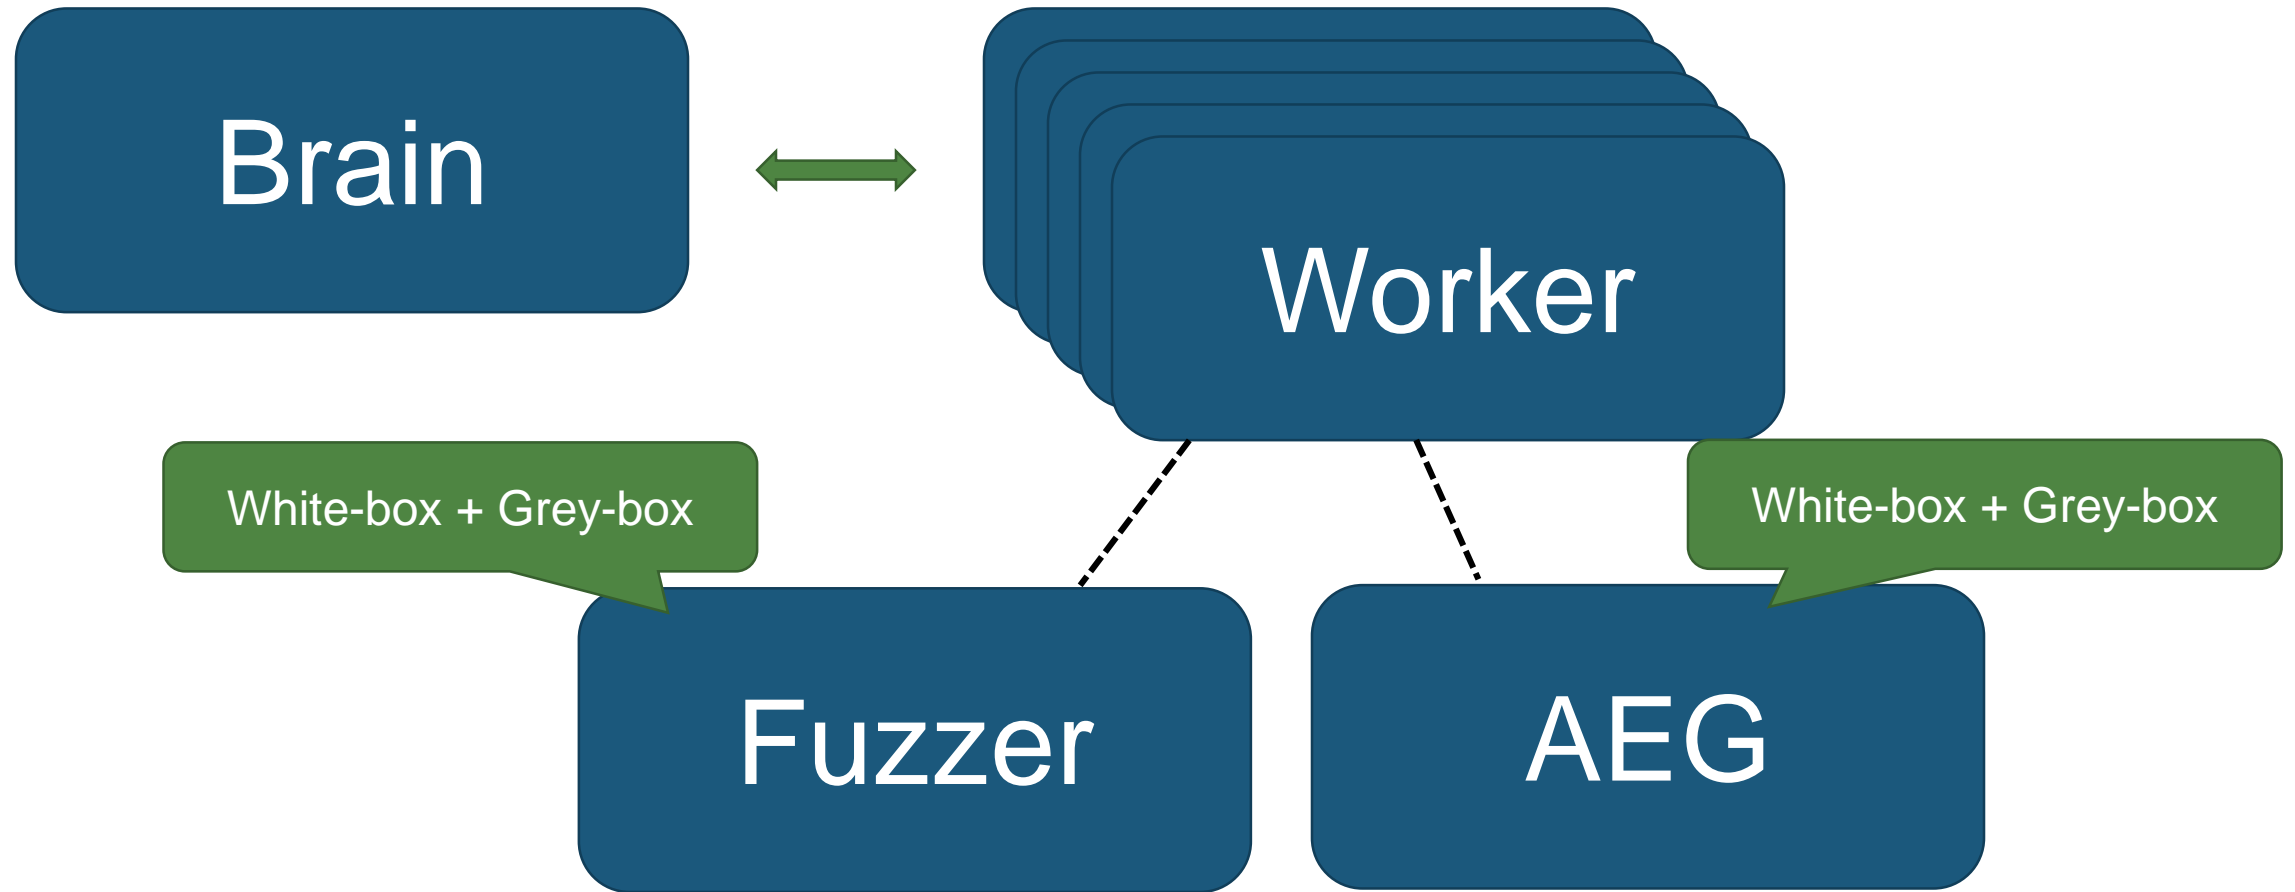 Brain
Worker
White-box + Grey-box
White-box + Grey-box
Fuzzer
AEG